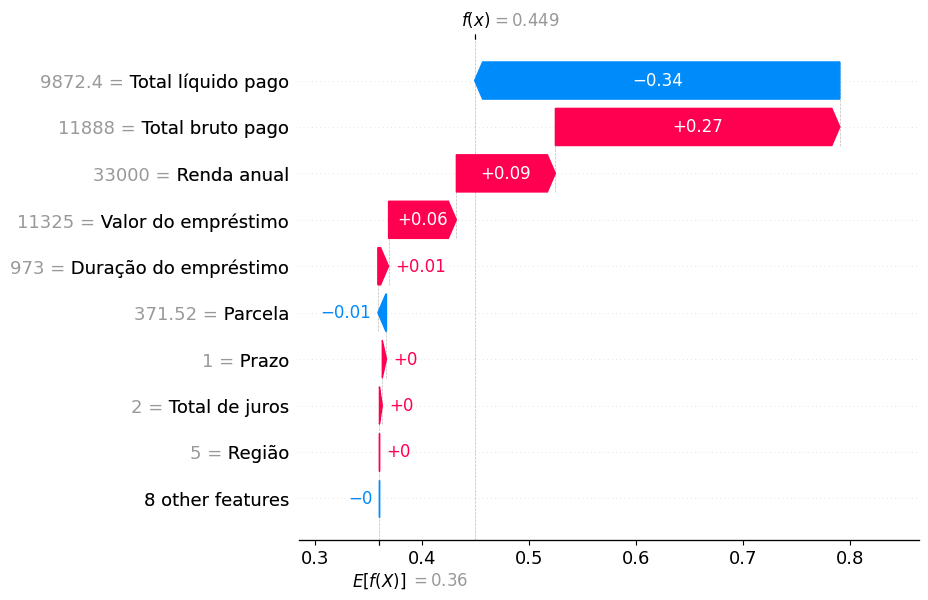 f(x) = 0.449
9872.4 = Total líquido pago −0.34
11888 = Total bruto pago +0.27
33000 = Renda anual +0.09
11325 = Valor do empréstimo +0.06
973 = Duração do empréstimo +0.01
371.52 = Parcela −0.01
1 = Prazo +0
2 = Total de juros +0
5 = Região +0
8 other features −0
0.3 0.4 0.5 0.6 0.7 0.8
E[f(X)] = 0.36